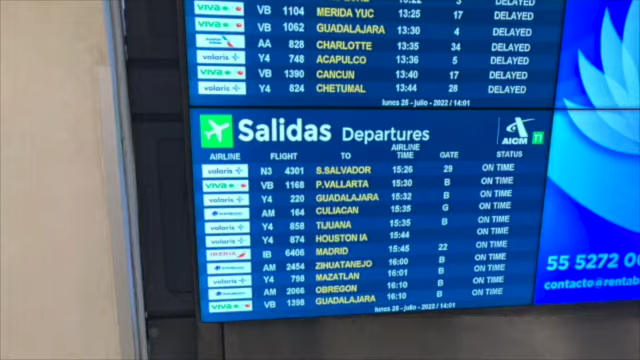 DELAYED
viva VB 1104 MERIDA YUC 13:25 17 DELAYED
viva VB 1062 GUADALAJARA 13:30 4 DELAYED
AA 828 CHARLOTTE 13:35 34 DELAYED
volaris Y4 748 ACAPULCO 13:36 5 DELAYED
viva VB 1390 CANCUN 13:40 17 DELAYED
volaris Y4 824 CHETUMAL 13:44 28 DELAYED
lunes 25 - julio - 2022 / 14:01
Salidas Departures
AICM T1
AIRLINE FLIGHT TO AIRLINE TIME GATE STATUS
volaris N3 4301 S.SALVADOR 15:26 29 ON TIME
viva VB 1168 P.VALLARTA 15:30 B ON TIME
volaris Y4 220 GUADALAJARA 15:32 B ON TIME
AM 164 CULIACAN 15:35 G ON TIME
volaris Y4 858 TIJUANA 15:35 B ON TIME
volaris Y4 874 HOUSTON IA 15:44 ON TIME
IBERIA IB 6406 MADRID 15:45 22 ON TIME
AM 2454 ZIHUATANEJO 16:00 B ON TIME
volaris Y4 798 MAZATLAN 16:01 B ON TIME
AM 2066 OBREGON 16:10 B ON TIME
viva VB 1398 GUADALAJARA 16:10 B
lunes 25 - julio - 2022 / 14:01
55 5272 0
contacto@rentab